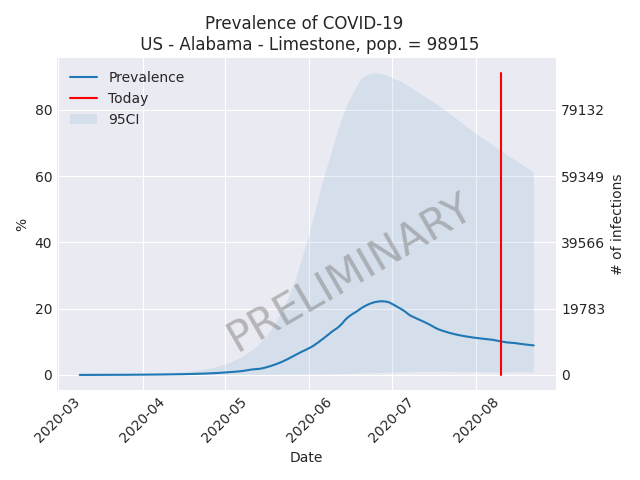 Prevalence of COVID-19
US - Alabama - Limestone, pop. = 98915
Prevalence
Today
95CI
80
60
40
20
0
%
79132
59349
39566
19783
0
# of infections
PRELIMINARY
2020-03
2020-04
2020-05
2020-06
2020-07
2020-08
Date